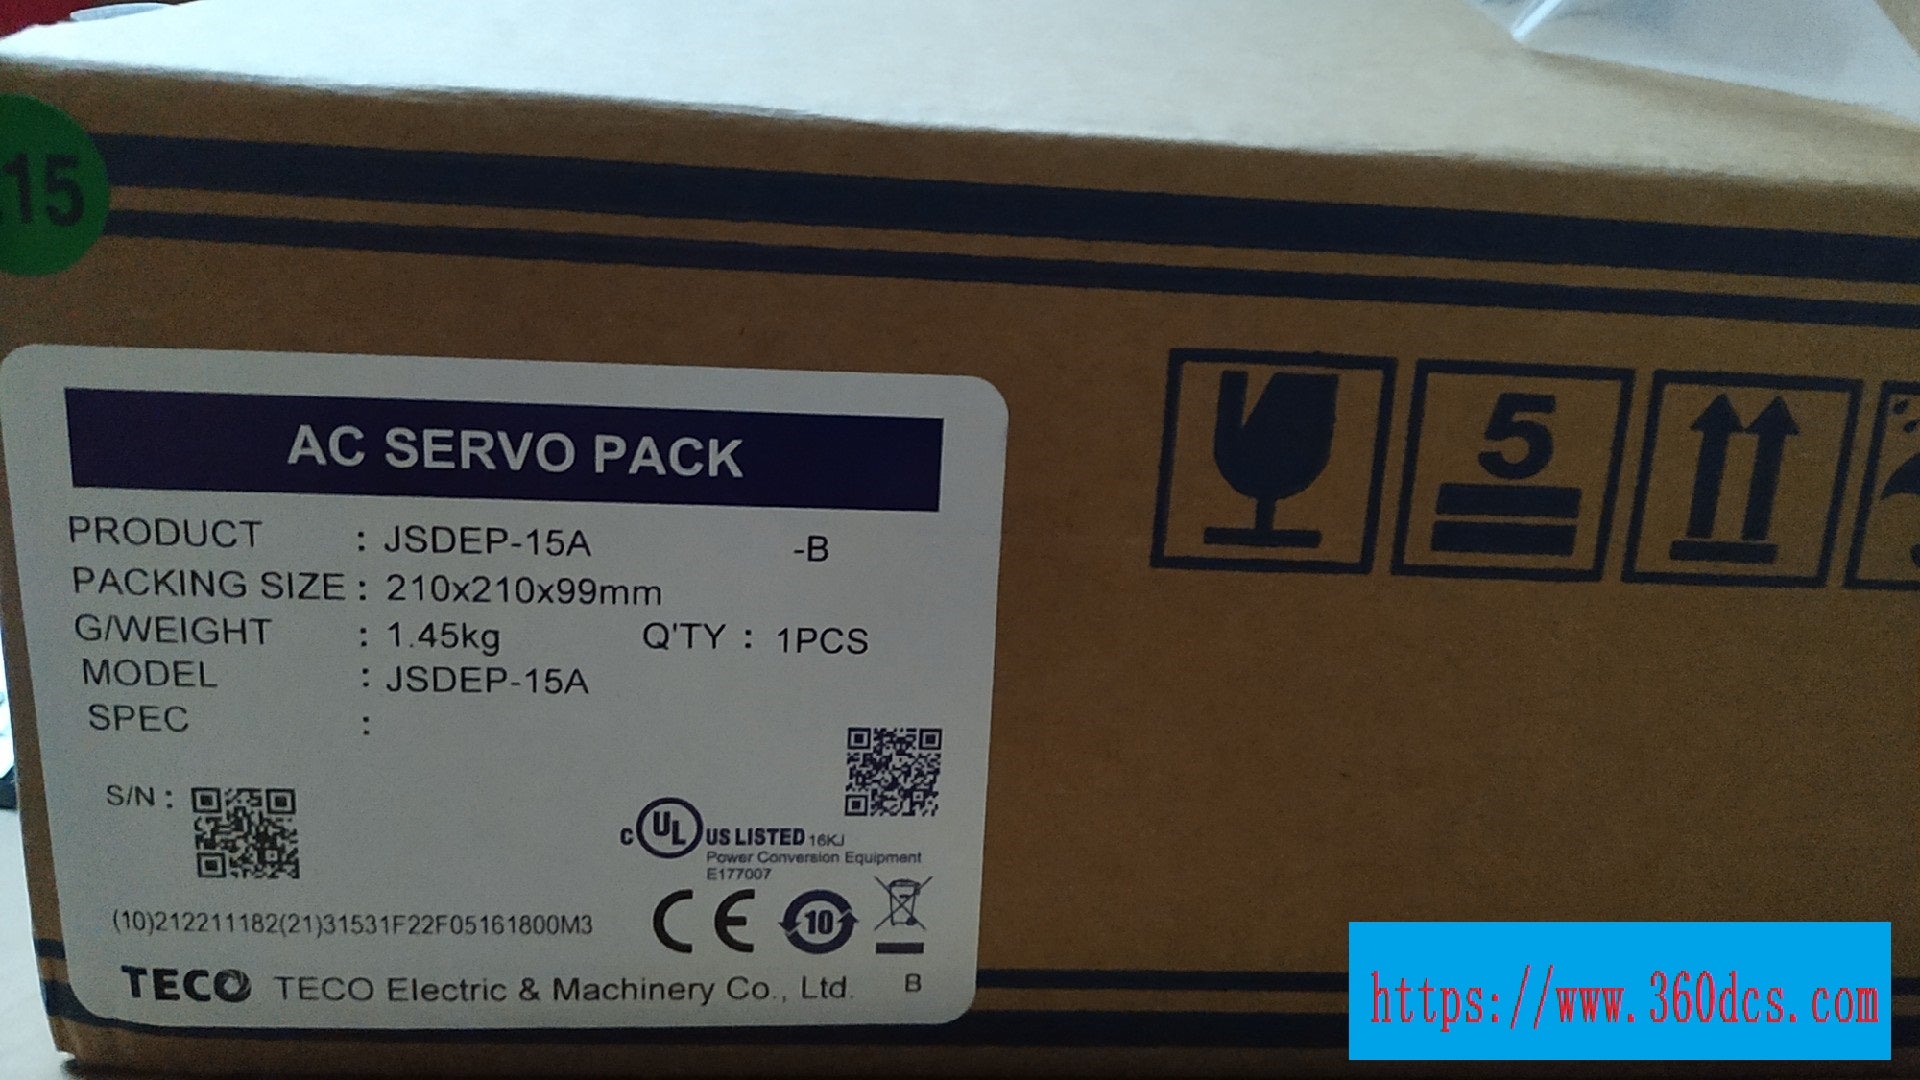 15
AC SERVO PACK
PRODUCT : JSDEP-15A -B
PACKING SIZE : 210x210x99mm
G/WEIGHT : 1.45kg Q'TY : 1PCS
MODEL : JSDEP-15A
SPEC :
5
S/N :
C UL US LISTED 16KJ
Power Conversion Equipment
E177007
(10)212211182(21)31531F22F05161800M3
CE 10
TECO TECO Electric & Machinery Co., Ltd. B
https://www.360dcs.com